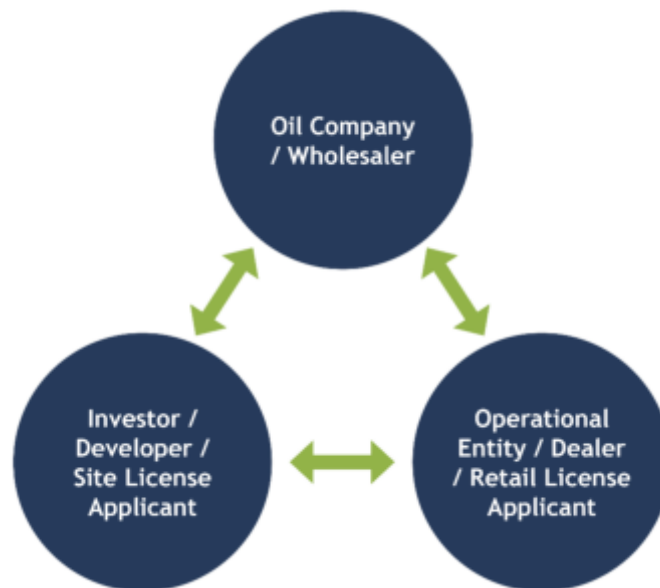 Oil Company
/ Wholesaler
Investor /
Developer /
Site License
Applicant
Operational
Entity / Dealer
/ Retail License
Applicant